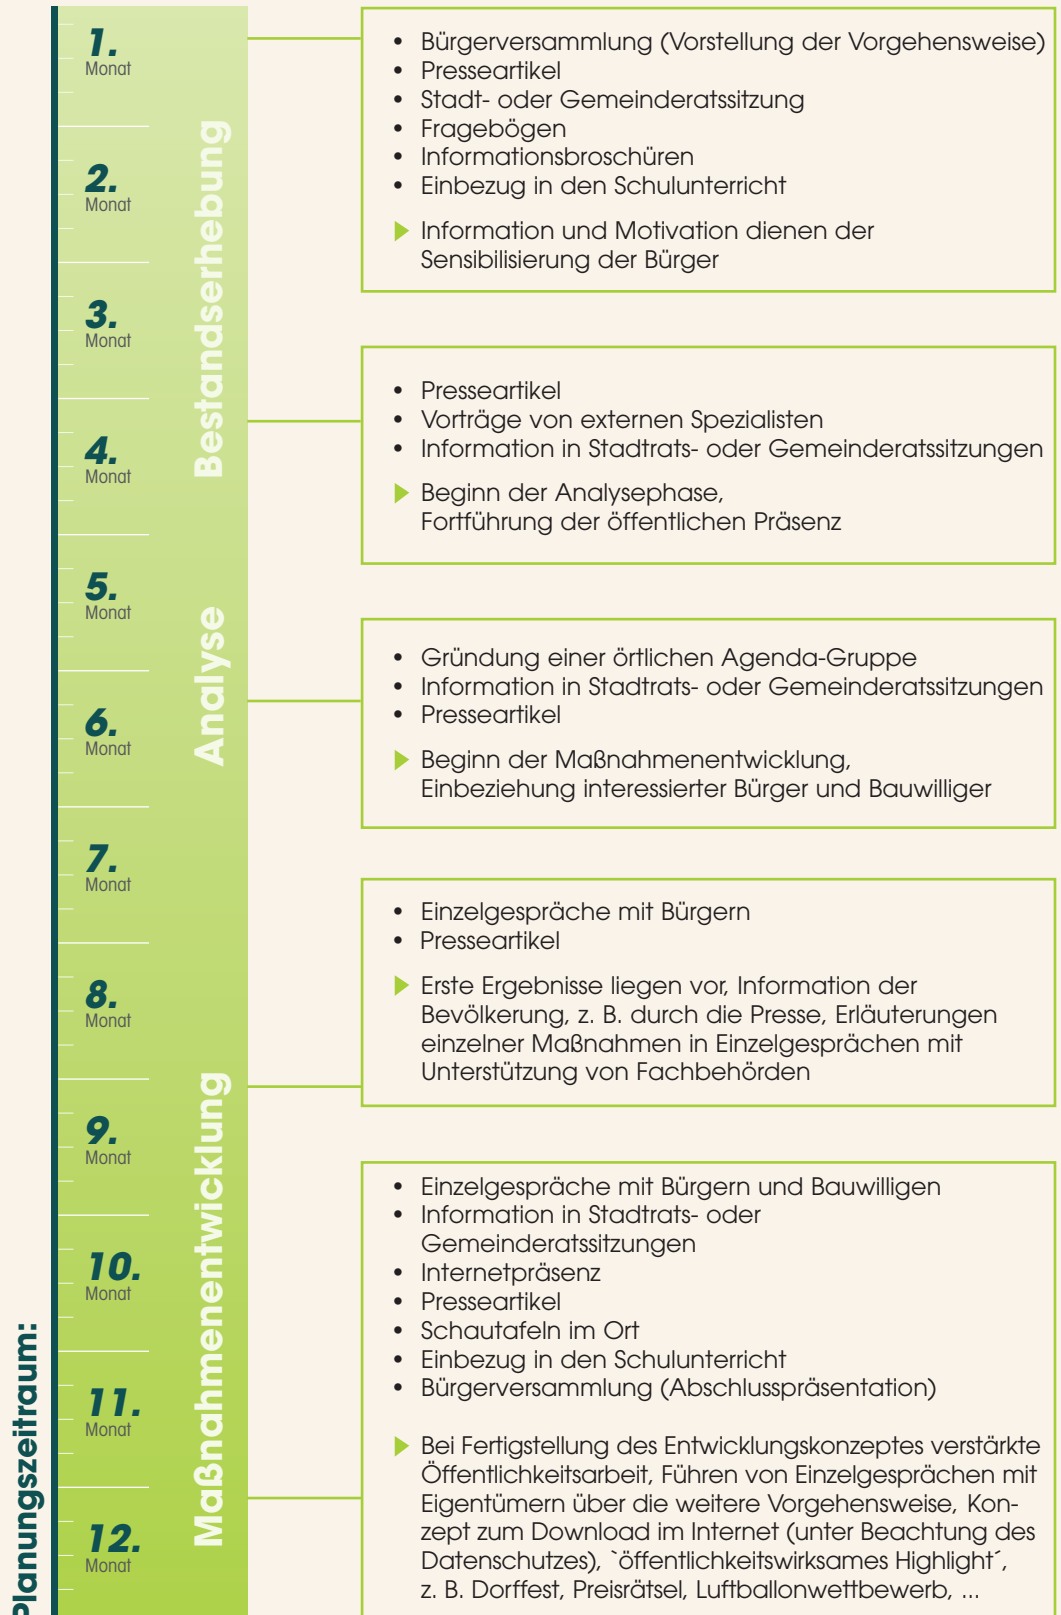 Planungszeitraum:
1.
Monat
2.
Monat
3.
Monat
4.
Monat
5.
Monat
6.
Monat
7.
Monat
8.
Monat
9.
Monat
10.
Monat
11.
Monat
12.
Monat
Bestandserhebung
Analyse
Maßnahmenentwicklung
• Bürgerversammlung (Vorstellung der Vorgehensweise)
• Presseartikel
• Stadt- oder Gemeinderatssitzung
• Fragebögen
• Informationsbroschüren
• Einbezug in den Schulunterricht
Information und Motivation dienen der
Sensibilisierung der Bürger
• Presseartikel
• Vorträge von externen Spezialisten
• Information in Stadtrats- oder Gemeinderatssitzungen
Beginn der Analysephase,
Fortführung der öffentlichen Präsenz
• Gründung einer örtlichen Agenda-Gruppe
• Information in Stadtrats- oder Gemeinderatssitzungen
• Presseartikel
Beginn der Maßnahmenentwicklung,
Einbeziehung interessierter Bürger und Bauwilliger
• Einzelgespräche mit Bürgern
• Presseartikel
Erste Ergebnisse liegen vor, Information der
Bevölkerung, z. B. durch die Presse, Erläuterungen
einzelner Maßnahmen in Einzelgesprächen mit
Unterstützung von Fachbehörden
• Einzelgespräche mit Bürgern und Bauwilligen
• Information in Stadtrats- oder
Gemeinderatssitzungen
• Internetpräsenz
• Presseartikel
• Schautafeln im Ort
• Einbezug in den Schulunterricht
• Bürgerversammlung (Abschlusspräsentation)
Bei Fertigstellung des Entwicklungskonzeptes verstärkte
Öffentlichkeitsarbeit, Führen von Einzelgesprächen mit
Eigentümern über die weitere Vorgehensweise, Kon-
zept zum Download im Internet (unter Beachtung des
Datenschutzes), `öffentlichkeitswirksames Highlight´,
z. B. Dorffest, Preisrätsel, Luftballonwettbewerb, ...